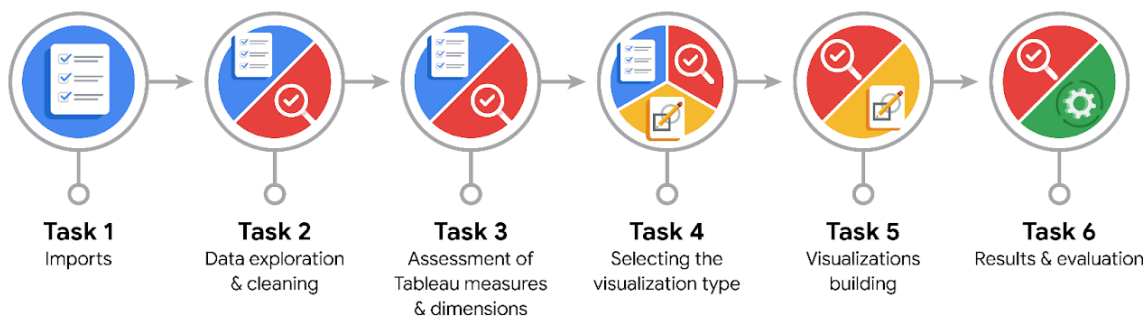 Task 1
Imports
Task 2
Data exploration
& cleaning
Task 3
Assessment of
Tableau measures
& dimensions
Task 4
Selecting the
visualization type
Task 5
Visualizations
building
Task 6
Results & evaluation